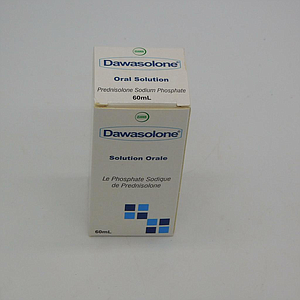 Dawasolone®
Oral Solution
Prednisolone Sodium Phosphate
60mL
Dawasolone®
Solution Orale
Le Phosphate Sodique
de Prednisolone
60mL